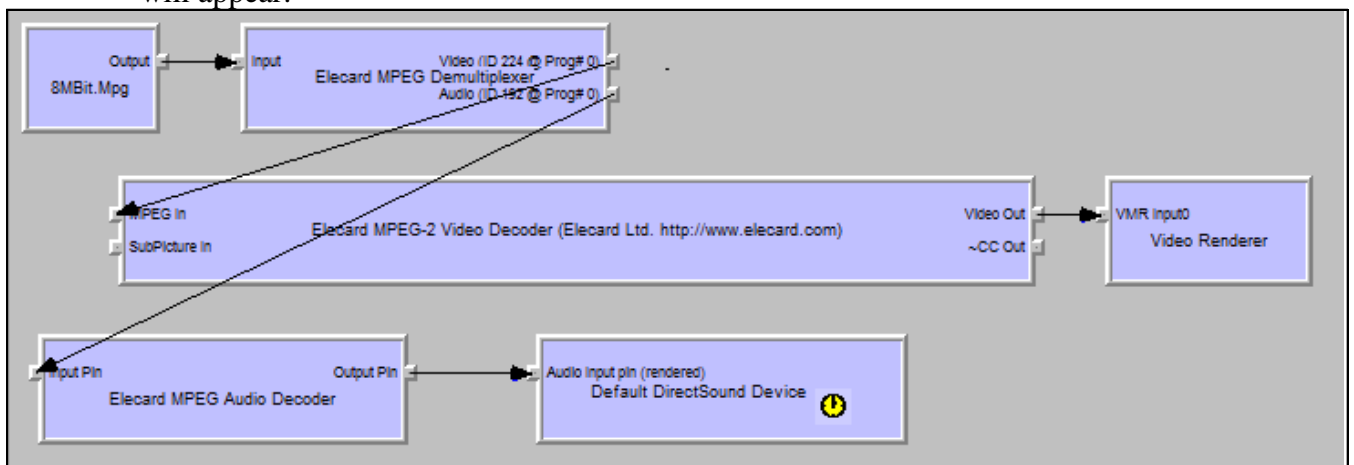 will appear.
Output
8MBit.Mpg
Input
Video (ID 224 @ Prog# 0)
Elecard MPEG Demultiplexer
Audio (ID 192 @ Prog# 0)
MPEG In
Elecard MPEG-2 Video Decoder (Elecard Ltd. http://www.elecard.com)
SubPicture In
Video Out
~CC Out
VMR Input0
Video Renderer
Input Pin
Output Pin
Elecard MPEG Audio Decoder
Audio Input pin (rendered)
Default DirectSound Device